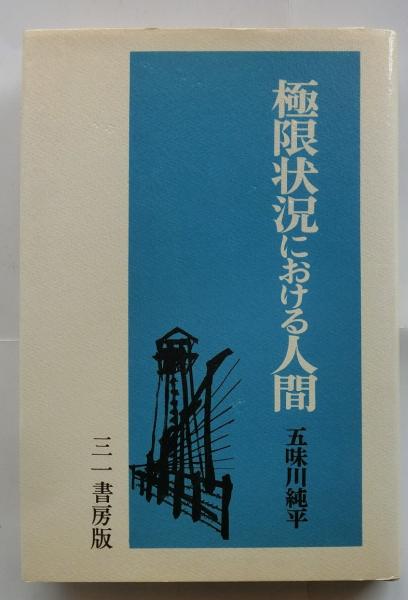 極限状況における人間
五味川純平
三一書房版